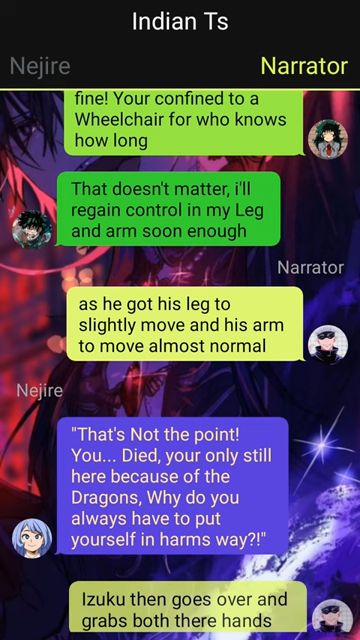 Indian Ts
Nejire
Narrator
fine! Your confined to a
Wheelchair for who knows
how long
That doesn't matter, i'll
regain control in my Leg
and arm soon enough
Narrator
as he got his leg to
slightly move and his arm
to move almost normal
Nejire
"That's Not the point!
You... Died, your only still
here because of the
Dragons, Why do you
always have to put
yourself in harms way?!"
Izuku then goes over and
grabs both there hands